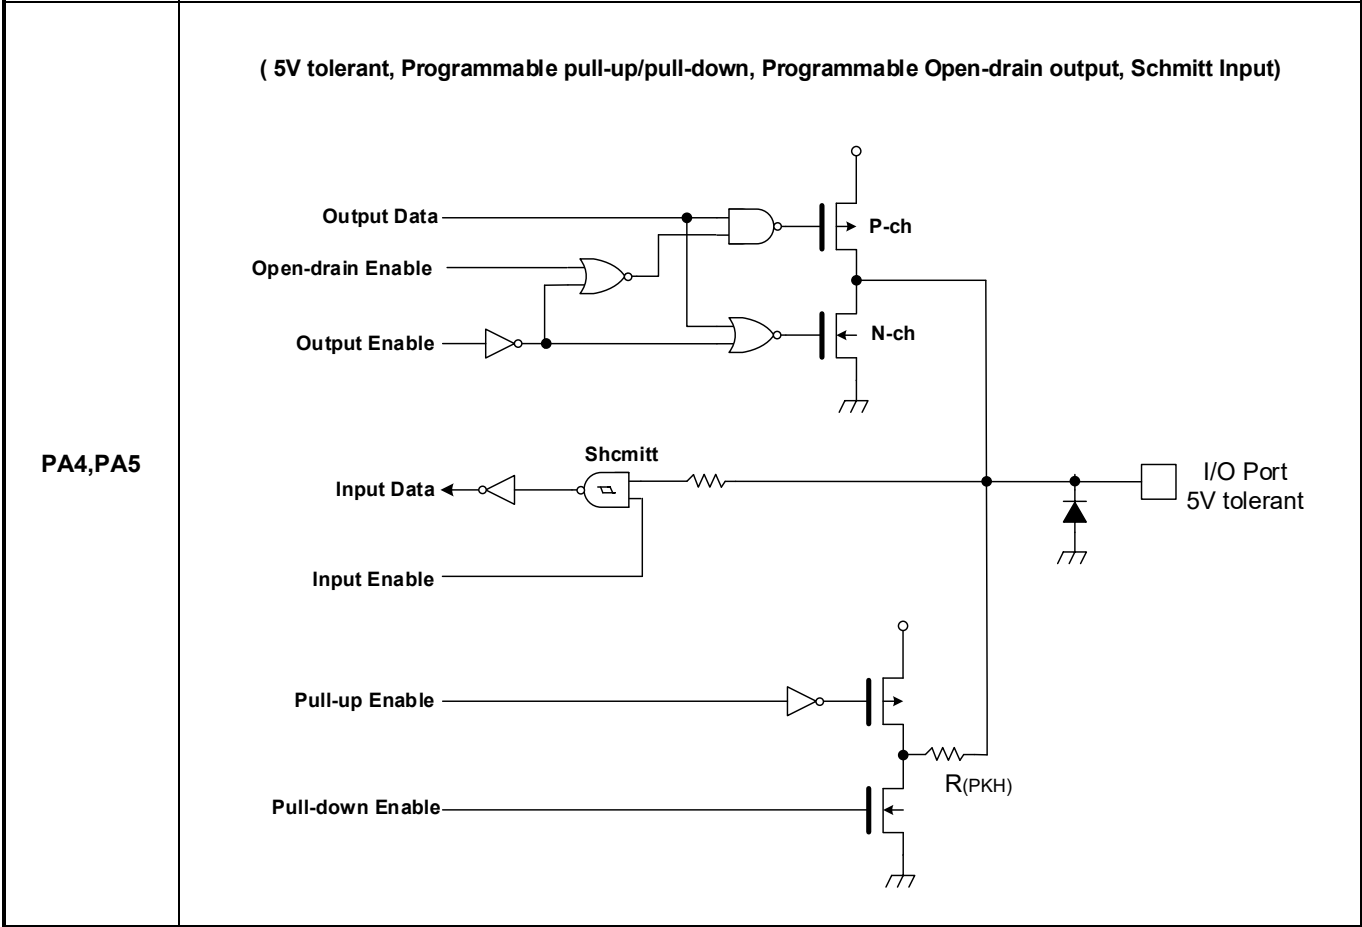 ( 5V tolerant, Programmable pull-up/pull-down, Programmable Open-drain output, Schmitt Input)
Output Data
P-ch
Open-drain Enable
Output Enable
N-ch
PA4,PA5
Shcmitt
Input Data
I/O Port
5V tolerant
Input Enable
Pull-up Enable
R(PKH)
Pull-down Enable